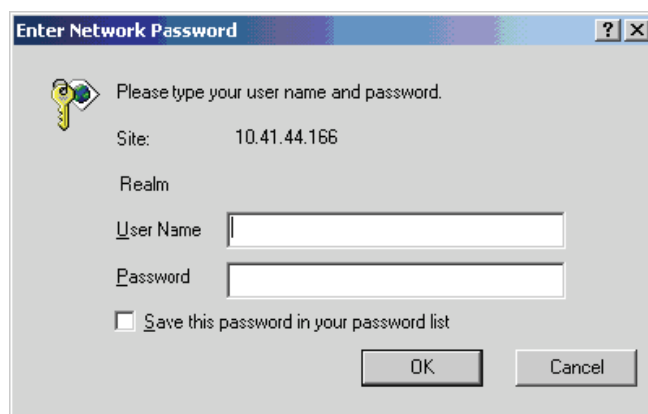 Enter Network Password
Please type your user name and password.
Site: 10.41.44.166
Realm
User Name
Password
Save this password in your password list
OK Cancel